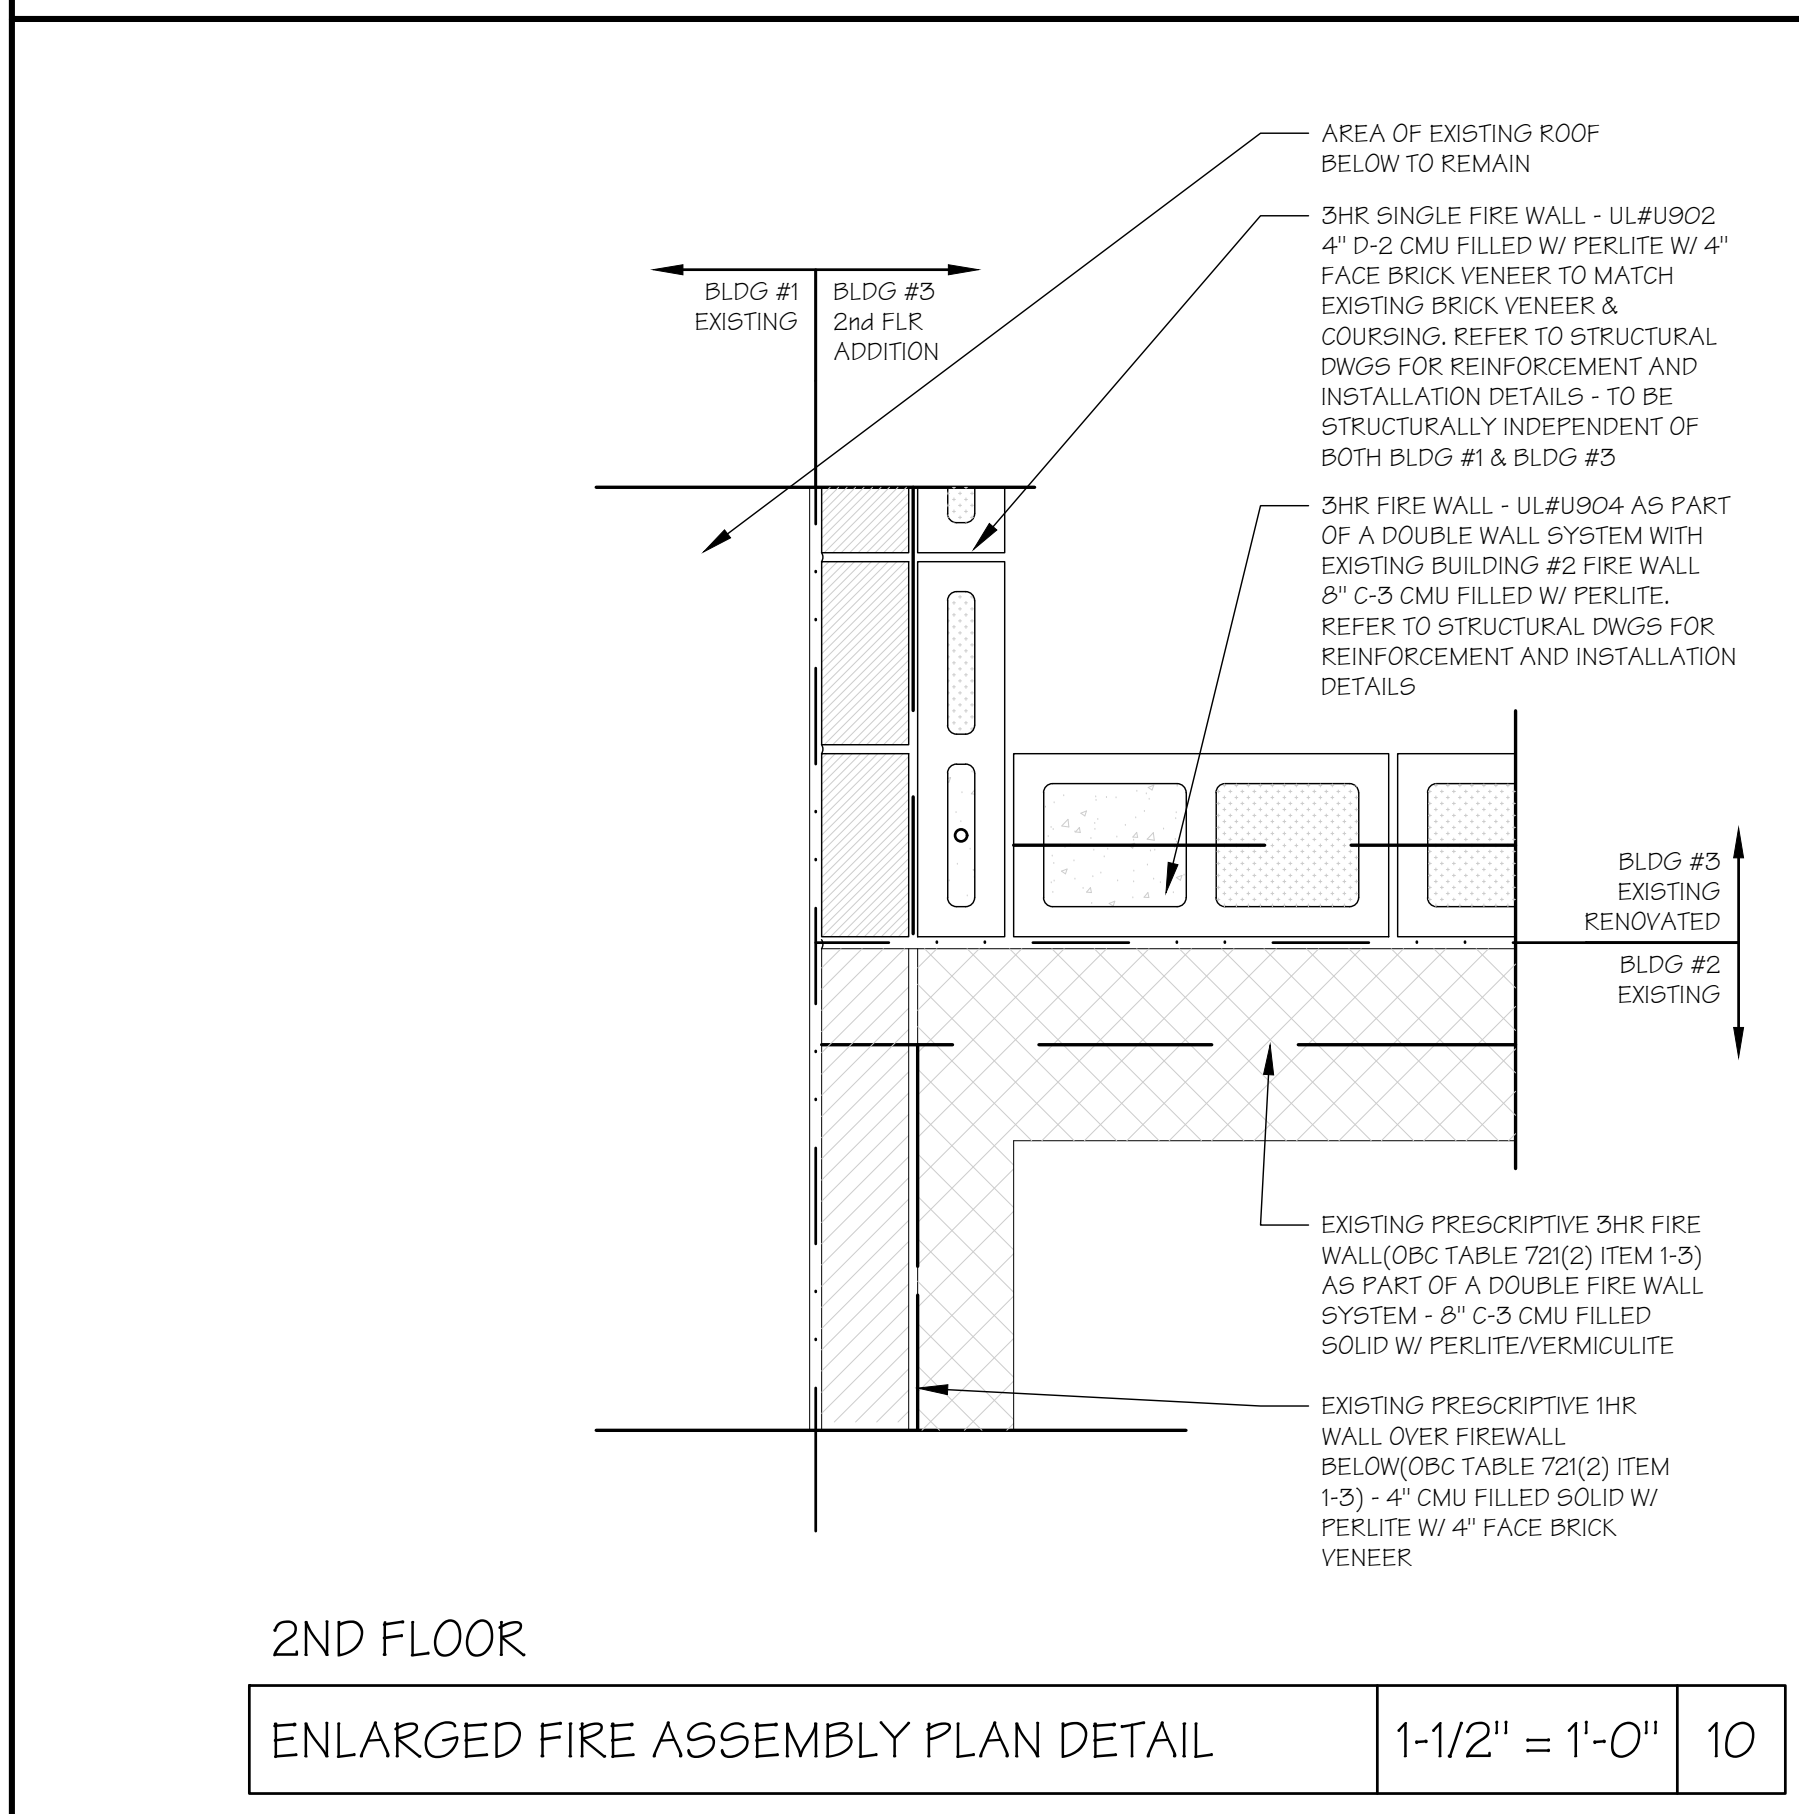 AREA OF EXISTING ROOF
BELOW TO REMAIN
3HR SINGLE FIRE WALL - UL#U902
4" D-2 CMU FILLED W/ PERLITE W/ 4"
FACE BRICK VENEER TO MATCH
EXISTING BRICK VENEER &
COURSING. REFER TO STRUCTURAL
DWGS FOR REINFORCEMENT AND
INSTALLATION DETAILS - TO BE
STRUCTURALLY INDEPENDENT OF
BOTH BLDG #1 & BLDG #3
BLDG #1
EXISTING
BLDG #3
2nd FLR
ADDITION
3HR FIRE WALL - UL#U904 AS PART
OF A DOUBLE WALL SYSTEM WITH
EXISTING BUILDING #2 FIRE WALL
8" C-3 CMU FILLED W/ PERLITE.
REFER TO STRUCTURAL DWGS FOR
REINFORCEMENT AND INSTALLATION
DETAILS
BLDG #3
EXISTING
RENOVATED
BLDG #2
EXISTING
EXISTING PRESCRIPTIVE 3HR FIRE
WALL(OBC TABLE 721(2) ITEM 1-3)
AS PART OF A DOUBLE FIRE WALL
SYSTEM - 8" C-3 CMU FILLED
SOLID W/ PERLITE/VERMICULITE
EXISTING PRESCRIPTIVE 1HR
WALL OVER FIREWALL
BELOW(OBC TABLE 721(2) ITEM
1-3) - 4" CMU FILLED SOLID W/
PERLITE W/ 4" FACE BRICK
VENEER
2ND FLOOR
ENLARGED FIRE ASSEMBLY PLAN DETAIL
1-1/2" = 1'-0"
10